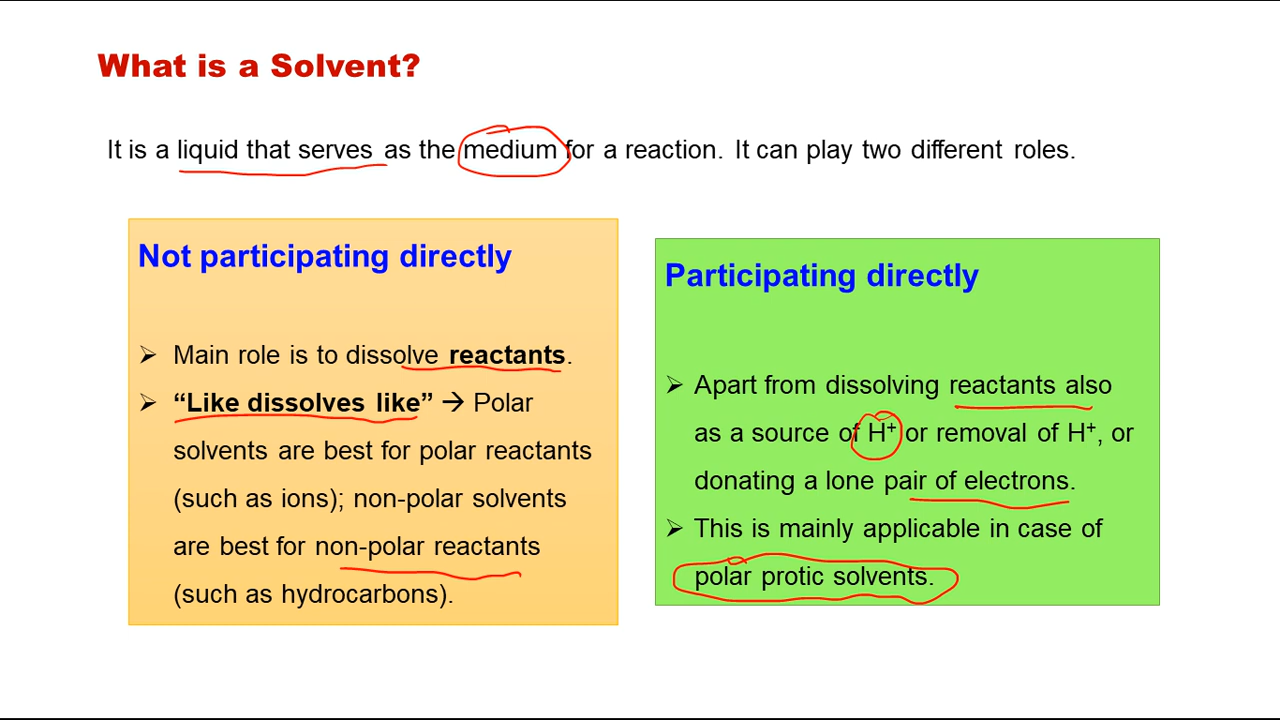 What is a Solvent?
It is a liquid that serves as the medium for a reaction. It can play two different roles.
Not participating directly
➢ Main role is to dissolve reactants.
➢ “Like dissolves like” → Polar
solvents are best for polar reactants
(such as ions); non-polar solvents
are best for non-polar reactants
(such as hydrocarbons).
Participating directly
➢ Apart from dissolving reactants also
as a source of H⁺ or removal of H⁺, or
donating a lone pair of electrons.
➢ This is mainly applicable in case of
polar protic solvents.